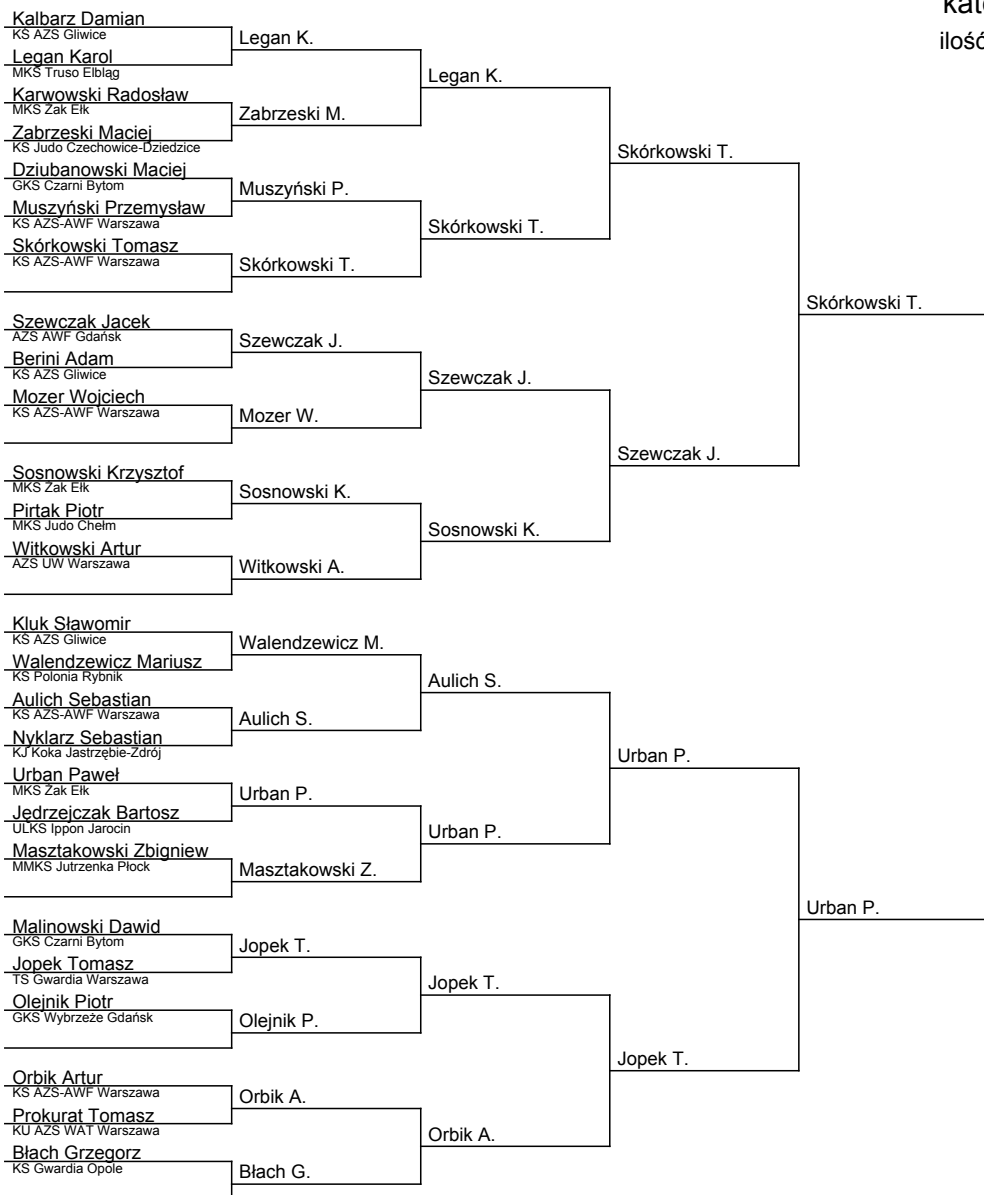 kate
ilość
Kalbarz Damian
KS AZS Gliwice
Legan Karol
MKS Truso Elbląg
Karwowski Radosław
MKS Żak Ełk
Zabrzeski Maciej
KS Judo Czechowice-Dziedzice
Dziubanowski Maciej
GKS Czarni Bytom
Muszyński Przemysław
KS AZS-AWF Warszawa
Skórkowski Tomasz
KS AZS-AWF Warszawa
Szewczak Jacek
AZS AWF Gdańsk
Berini Adam
KS AZS Gliwice
Mozer Wojciech
KS AZS-AWF Warszawa
Sosnowski Krzysztof
MKS Żak Ełk
Pirtak Piotr
MKS Judo Chełm
Witkowski Artur
AZS UW Warszawa
Kluk Sławomir
KS AZS Gliwice
Walendzewicz Mariusz
KS Polonia Rybnik
Aulich Sebastian
KS AZS-AWF Warszawa
Nyklarz Sebastian
KJ Koka Jastrzębie-Zdrój
Urban Paweł
MKS Żak Ełk
Jędrzejczak Bartosz
ULKS Ippon Jarocin
Masztakowski Zbigniew
MMKS Jutrzenka Płock
Malinowski Dawid
GKS Czarni Bytom
Jopek Tomasz
TS Gwardia Warszawa
Olejnik Piotr
GKS Wybrzeże Gdańsk
Orbik Artur
KS AZS-AWF Warszawa
Prokurat Tomasz
KU AZS WAT Warszawa
Błach Grzegorz
KS Gwardia Opole
Legan K.
Zabrzeski M.
Muszyński P.
Skórkowski T.
Szewczak J.
Mozer W.
Sosnowski K.
Witkowski A.
Walendzewicz M.
Aulich S.
Urban P.
Masztakowski Z.
Jopek T.
Olejnik P.
Orbik A.
Błach G.
Legan K.
Skórkowski T.
Szewczak J.
Sosnowski K.
Aulich S.
Urban P.
Jopek T.
Orbik A.
Skórkowski T.
Szewczak J.
Urban P.
Jopek T.
Skórkowski T.
Urban P.